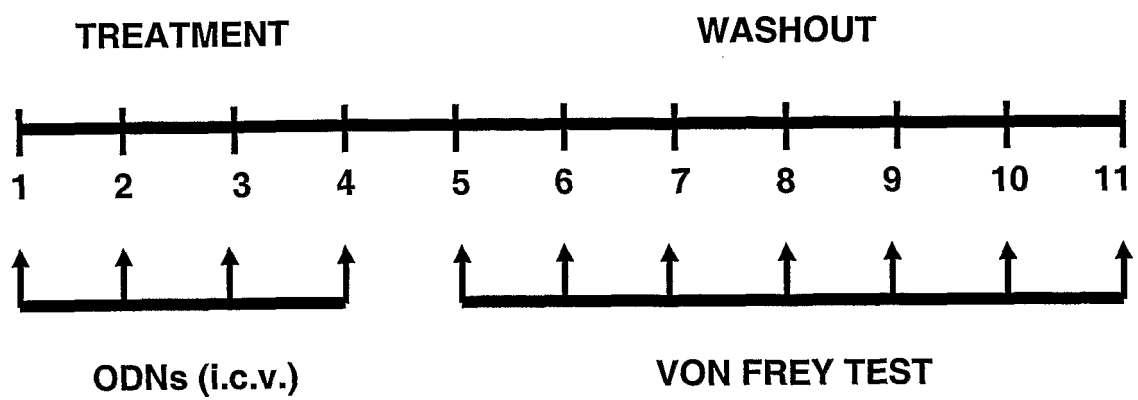 TREATMENT WASHOUT
1 2 3 4 5 6 7 8 9 10 11
ODNs (i.c.v.) VON FREY TEST